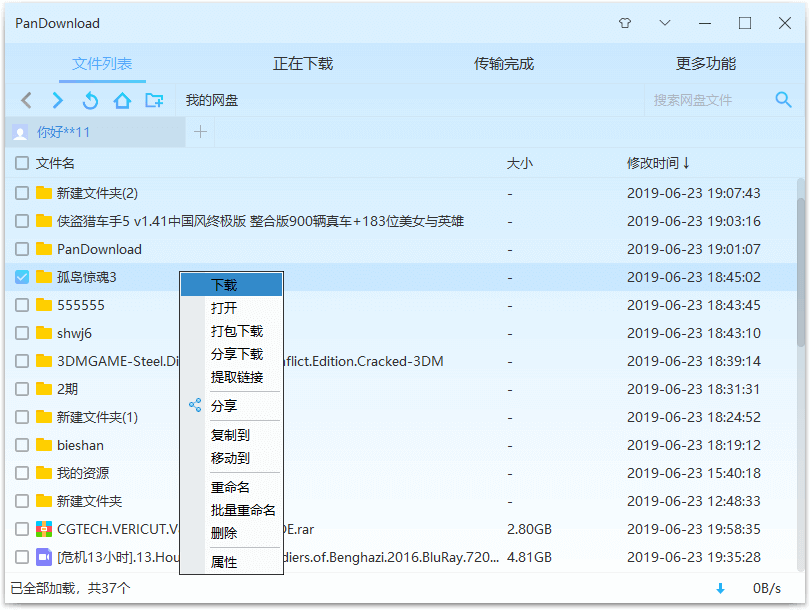 PanDownload
文件列表 正在下载 传输完成 更多功能
我的网盘 搜索网盘文件
你好**11
文件名 大小 修改时间↓
新建文件夹(2) - 2019-06-23 19:07:43
侠盗猎车手5 v1.41中国风终极版 整合版900辆真车+183位美女与英雄 - 2019-06-23 19:03:16
PanDownload - 2019-06-23 19:01:07
孤岛惊魂3 - 2019-06-23 18:45:02
下载
555555 - 2019-06-23 18:43:45
打开
shwj6 - 2019-06-23 18:43:10
打包下载
3DMGAME-Steel.Di nflict.Edition.Cracked-3DM - 2019-06-23 18:39:14
分享下载
提取链接
2期 - 2019-06-23 18:31:31
分享
新建文件夹(1) - 2019-06-23 18:24:52
复制到
bieshan - 2019-06-23 18:19:12
移动到
我的资源 - 2019-06-23 15:40:18
重命名
新建文件夹 - 2019-06-23 12:48:33
批量重命名
CGTECH.VERICUT.V DE.rar 2.80GB 2019-06-23 19:58:35
删除
[危机13小时].13.Hou diers.of.Benghazi.2016.BluRay.720... 4.81GB 2019-06-23 19:35:28
属性
已全部加载，共37个 0B/s